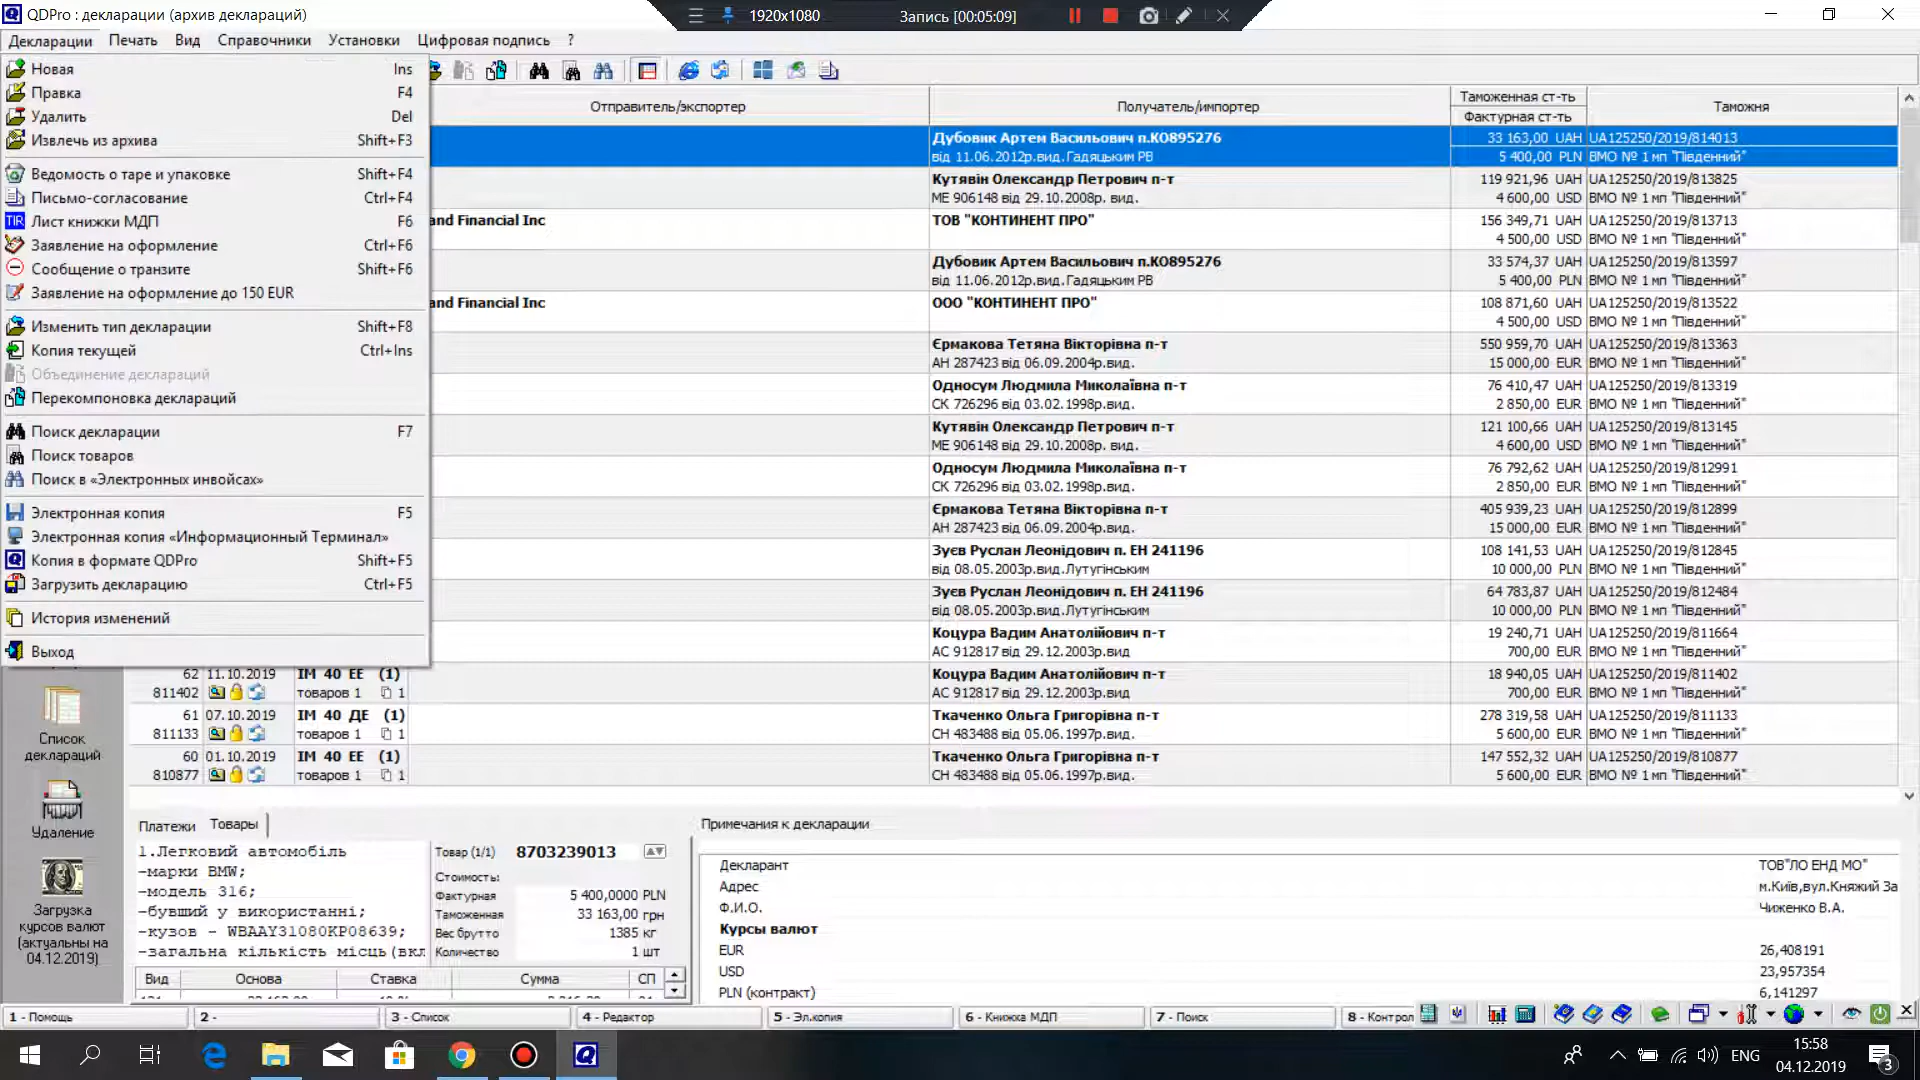 QDPro : декларации (архив деклараций)
1920x1080
Запись [00:05:09]
Декларации Печать Вид Справочники Установки Цифровая подпись ?
Новая Ins
Правка F4
Удалить Del
Извлечь из архива Shift+F3
Ведомость о таре и упаковке Shift+F4
Письмо-согласование Ctrl+F4
TIR Лист книжки МДП F6
Заявление на оформление Ctrl+F6
Сообщение о транзите Shift+F6
Заявление на оформление до 150 EUR
Изменить тип декларации Shift+F8
Копия текущей Ctrl+Ins
Объединение деклараций
Перекомпоновка деклараций
Поиск декларации F7
Поиск товаров
Поиск в «Электронных инвойсах»
Электронная копия F5
Электронная копия «Информационный Терминал»
Копия в формате QDPro Shift+F5
Загрузить декларацию Ctrl+F5
История изменений
Выход
Отправитель/экспортер Получатель/импортер Таможенная ст-ть Таможня
Фактурная ст-ть
Дубовик Артем Васильович п.КО895276 33 163,00 UAH UA125250/2019/814013
від 11.06.2012р.вид.Гадяцьким РВ 5 400,00 PLN ВМО № 1 мп "Південний"
Кутявін Олександр Петрович п-т 119 921,96 UAH UA125250/2019/813825
МЕ 906148 від 29.10.2008р. вид. 4 600,00 USD ВМО № 1 мп "Південний"
and Financial Inc ТОВ "КОНТИНЕНТ ПРО" 156 349,71 UAH UA125250/2019/813713
4 500,00 USD ВМО № 1 мп "Південний"
Дубовик Артем Васильович п.КО895276 33 574,37 UAH UA125250/2019/813597
від 11.06.2012р.вид.Гадяцьким РВ 5 400,00 PLN ВМО № 1 мп "Південний"
and Financial Inc ООО "КОНТИНЕНТ ПРО" 108 871,60 UAH UA125250/2019/813522
4 500,00 USD ВМО № 1 мп "Південний"
Єрмакова Тетяна Вікторівна п-т 550 959,70 UAH UA125250/2019/813363
АН 287423 від 06.09.2004р.вид. 15 000,00 EUR ВМО № 1 мп "Південний"
Односум Людмила Миколаївна п-т 76 410,47 UAH UA125250/2019/813319
СК 726296 від 03.02.1998р.вид. 2 850,00 EUR ВМО № 1 мп "Південний"
Кутявін Олександр Петрович п-т 121 100,66 UAH UA125250/2019/813145
МЕ 906148 від 29.10.2008р. вид. 4 600,00 USD ВМО № 1 мп "Південний"
Односум Людмила Миколаївна п-т 76 792,62 UAH UA125250/2019/812991
СК 726296 від 03.02.1998р.вид. 2 850,00 EUR ВМО № 1 мп "Південний"
Єрмакова Тетяна Вікторівна п-т 405 939,23 UAH UA125250/2019/812899
АН 287423 від 06.09.2004р.вид. 15 000,00 EUR ВМО № 1 мп "Південний"
Зуєв Руслан Леонідович п. ЕН 241196 108 141,53 UAH UA125250/2019/812845
від 08.05.2003р.вид.Лутугінським 10 000,00 PLN ВМО № 1 мп "Південний"
Зуєв Руслан Леонідович п. ЕН 241196 64 783,87 UAH UA125250/2019/812484
від 08.05.2003р.вид.Лутугінським 10 000,00 PLN ВМО № 1 мп "Південний"
Коцура Вадим Анатолійович п-т 19 240,71 UAH UA125250/2019/811664
АС 912817 від 29.12.2003р.вид 700,00 EUR ВМО № 1 мп "Південний"
62 11.10.2019 ІМ 40 ЕЕ (1) Коцура Вадим Анатолійович п-т 18 940,05 UAH UA125250/2019/811402
811402 товаров 1 1 АС 912817 від 29.12.2003р.вид 700,00 EUR ВМО № 1 мп "Південний"
61 07.10.2019 ІМ 40 ДЕ (1) Ткаченко Ольга Григорівна п-т 278 319,58 UAH UA125250/2019/811133
811133 товаров 1 1 СН 483488 від 05.06.1997р.вид. 5 600,00 EUR ВМО № 1 мп "Південний"
60 01.10.2019 ІМ 40 ЕЕ (1) Ткаченко Ольга Григорівна п-т 147 552,32 UAH UA125250/2019/810877
810877 товаров 1 1 СН 483488 від 05.06.1997р.вид. 5 600,00 EUR ВМО № 1 мп "Південний"
Список
деклараций
Удаление
Загрузка
курсов валют
(актуальны на
04.12.2019)
Платежи Товары
1.Легковий автомобіль
-марки BMW;
-модель 316;
-бувший у використанні;
-кузов - WBAAY31080KP08639;
-загальна кількість місць(вкл
Товар (1/1) 8703239013
Стоимость:
Фактурная 5 400,0000 PLN
Таможенная 33 163,00 грн
Вес брутто 1385 кг
Количество 1 шт
Вид Основа Ставка Сумма СП
Примечания к декларации
Декларант ТОВ"ЛО ЕНД МО"
Адрес м.Київ,вул.Княжий За
Ф.И.О. Чиженко В.А.
Курсы валют
EUR 26,408191
USD 23,957354
PLN (контракт) 6,141297
1 - Помощь 2 - 3 - Список 4 - Редактор 5 - Эл.копия 6 - Книжка МДП 7 - Поиск 8 - Контрол
ENG 15:58
04.12.2019
3